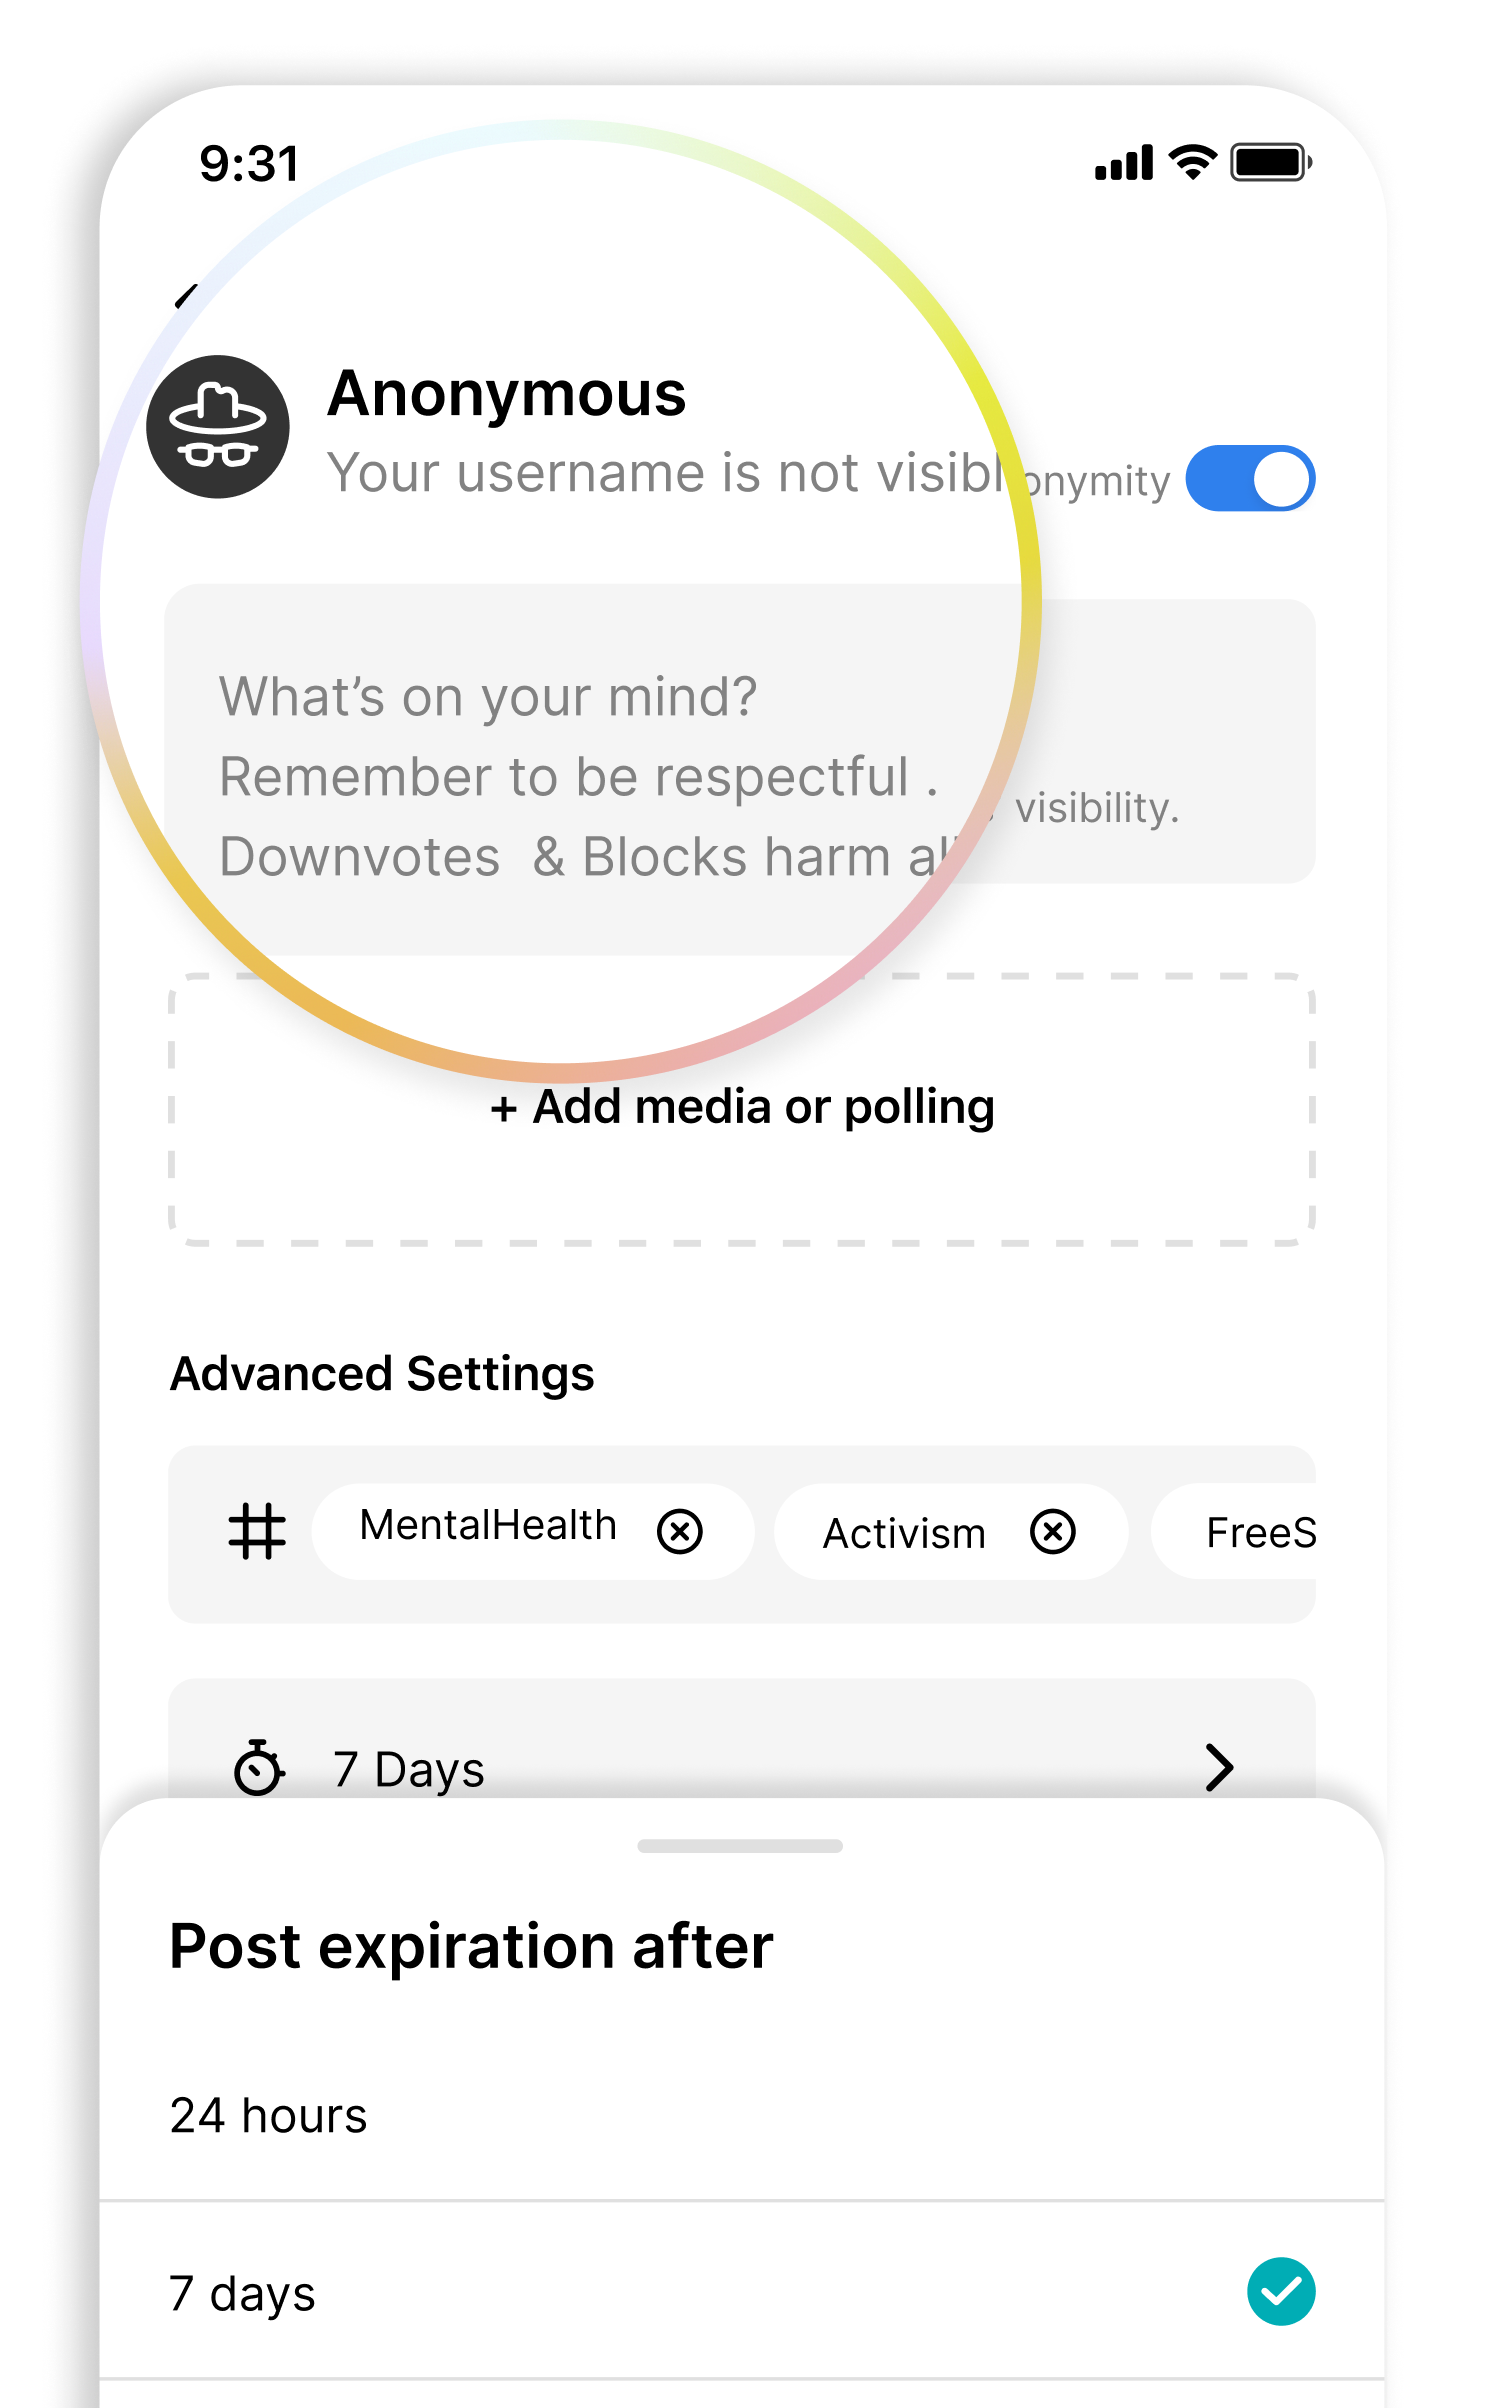 9:31
Anonymous
Your username is not visibl
onymity
What’s on your mind?
Remember to be respectful .
Downvotes & Blocks harm al
visibility.
+ Add media or polling
Advanced Settings
MentalHealth Activism FreeS
7 Days
Post expiration after
24 hours
7 days